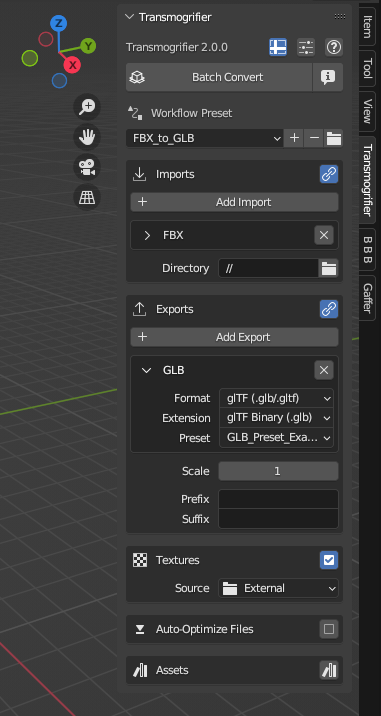 Transmogrifier
Transmogrifier 2.0.0
Batch Convert
Workflow Preset
FBX_to_GLB
Imports
Add Import
FBX
Directory //
Exports
Add Export
GLB
Format glTF (.glb/.gltf)
Extension glTF Binary (.glb)
Preset GLB_Preset_Exa...
Scale 1
Prefix
Suffix
Textures
Source External
Auto-Optimize Files
Assets
Z
Y
X
Item
Tool
View
Transmogrifier
B B B
Gaffer